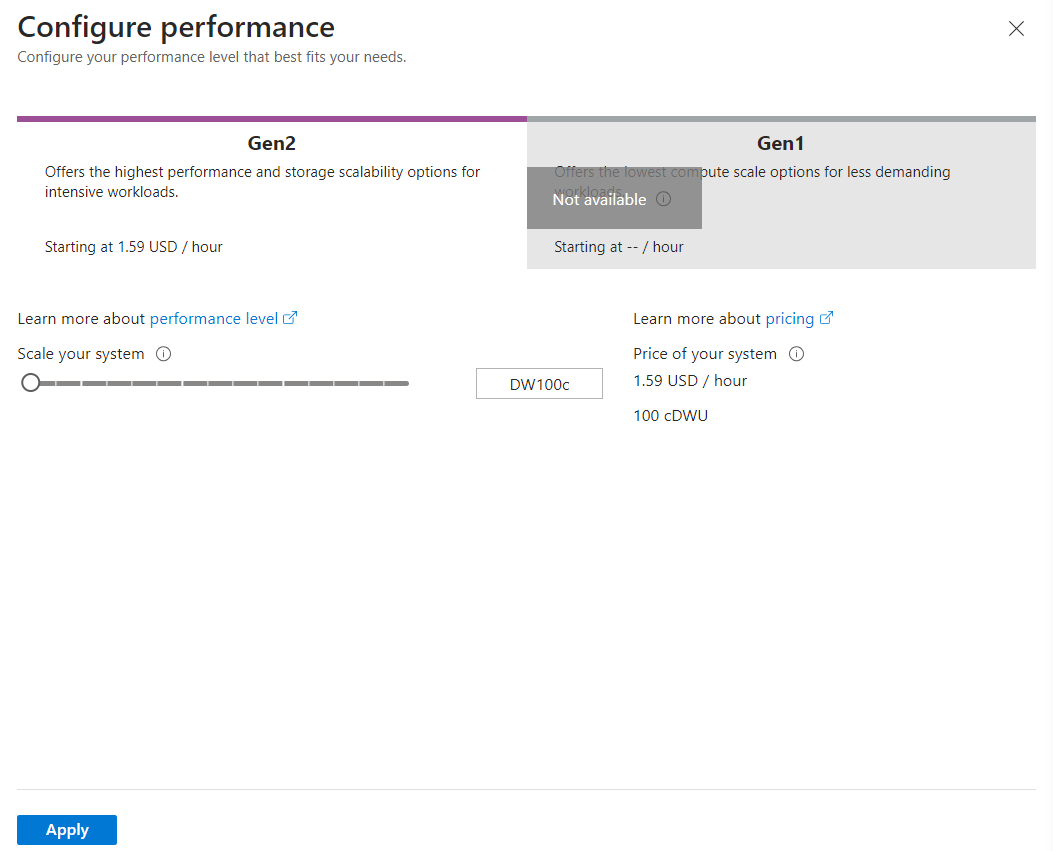 Configure performance
Configure your performance level that best fits your needs.
Gen2
Offers the highest performance and storage scalability options for
intensive workloads.
Starting at 1.59 USD / hour
Gen1
Offers the lowest compute scale options for less demanding
workloads.
Not available
Starting at -- / hour
Learn more about performance level
Scale your system
DW100c
Learn more about pricing
Price of your system
1.59 USD / hour
100 cDWU
Apply